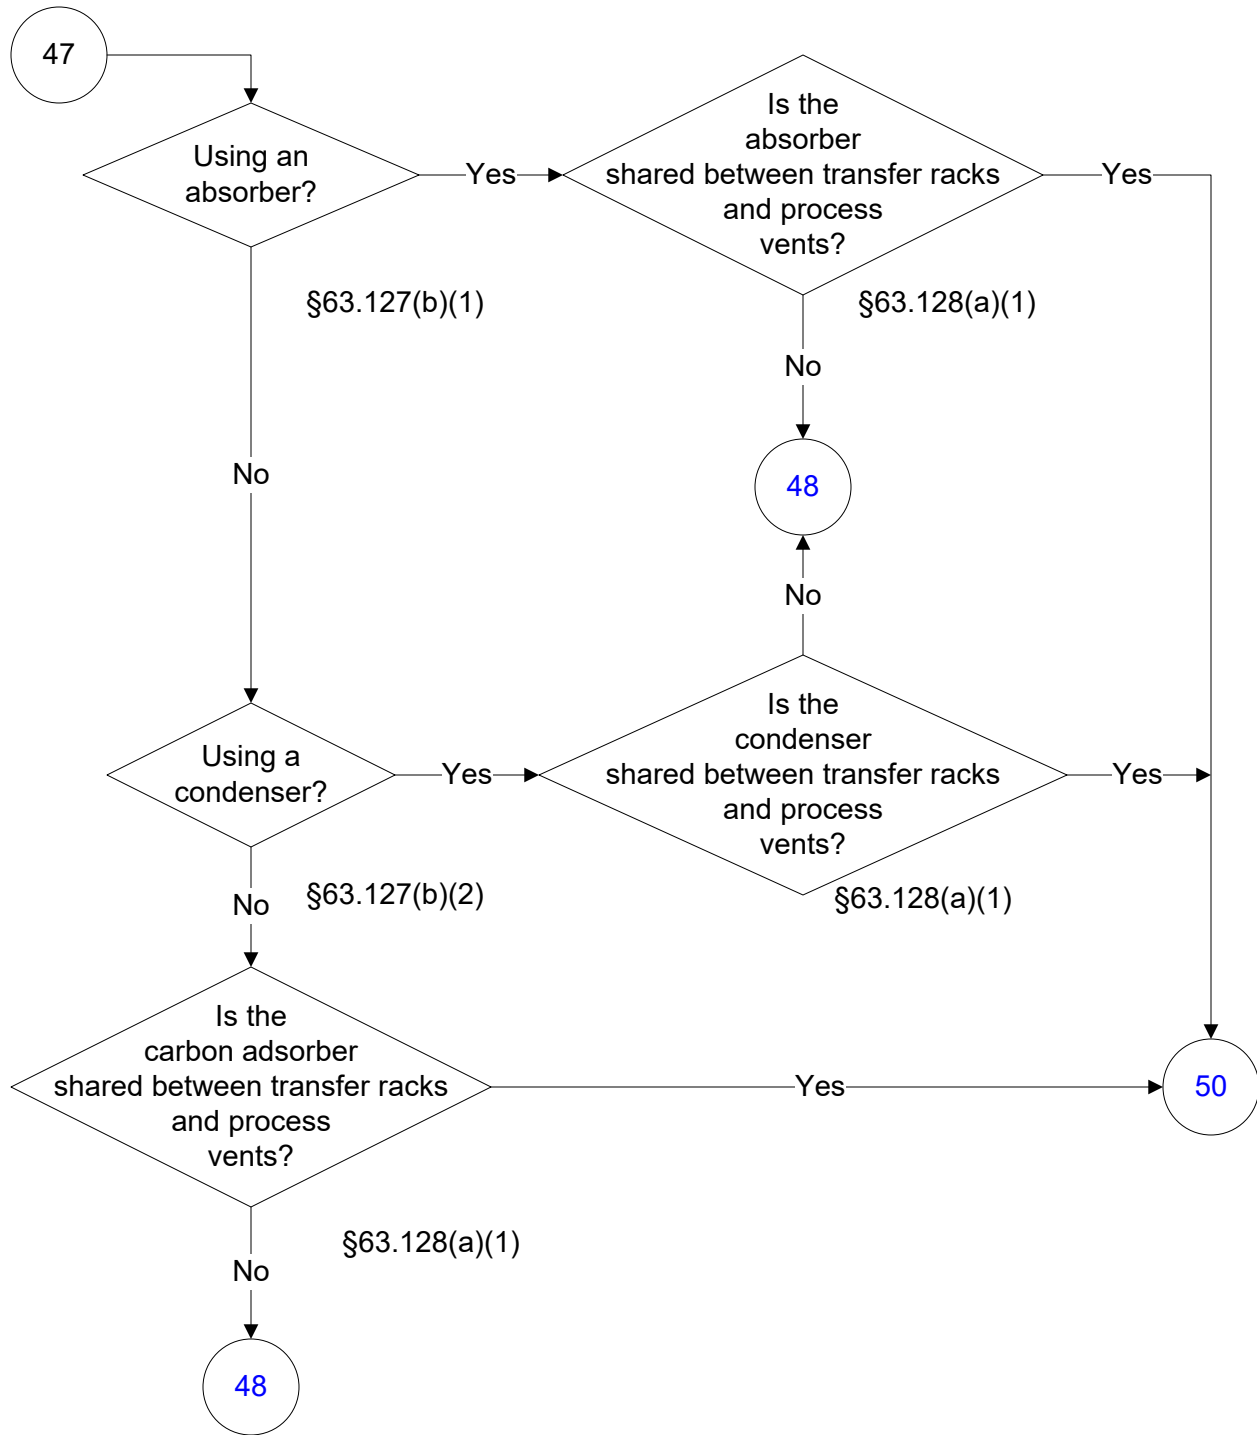 47
Using an
absorber?
Yes
Is the
absorber
shared between transfer racks
and process
vents?
Yes
§63.127(b)(1)
§63.128(a)(1)
No
No
48
No
Using a
condenser?
Yes
Is the
condenser
shared between transfer racks
and process
vents?
Yes
§63.127(b)(2)
§63.128(a)(1)
No
Is the
carbon adsorber
shared between transfer racks
and process
vents?
Yes
50
§63.128(a)(1)
No
48